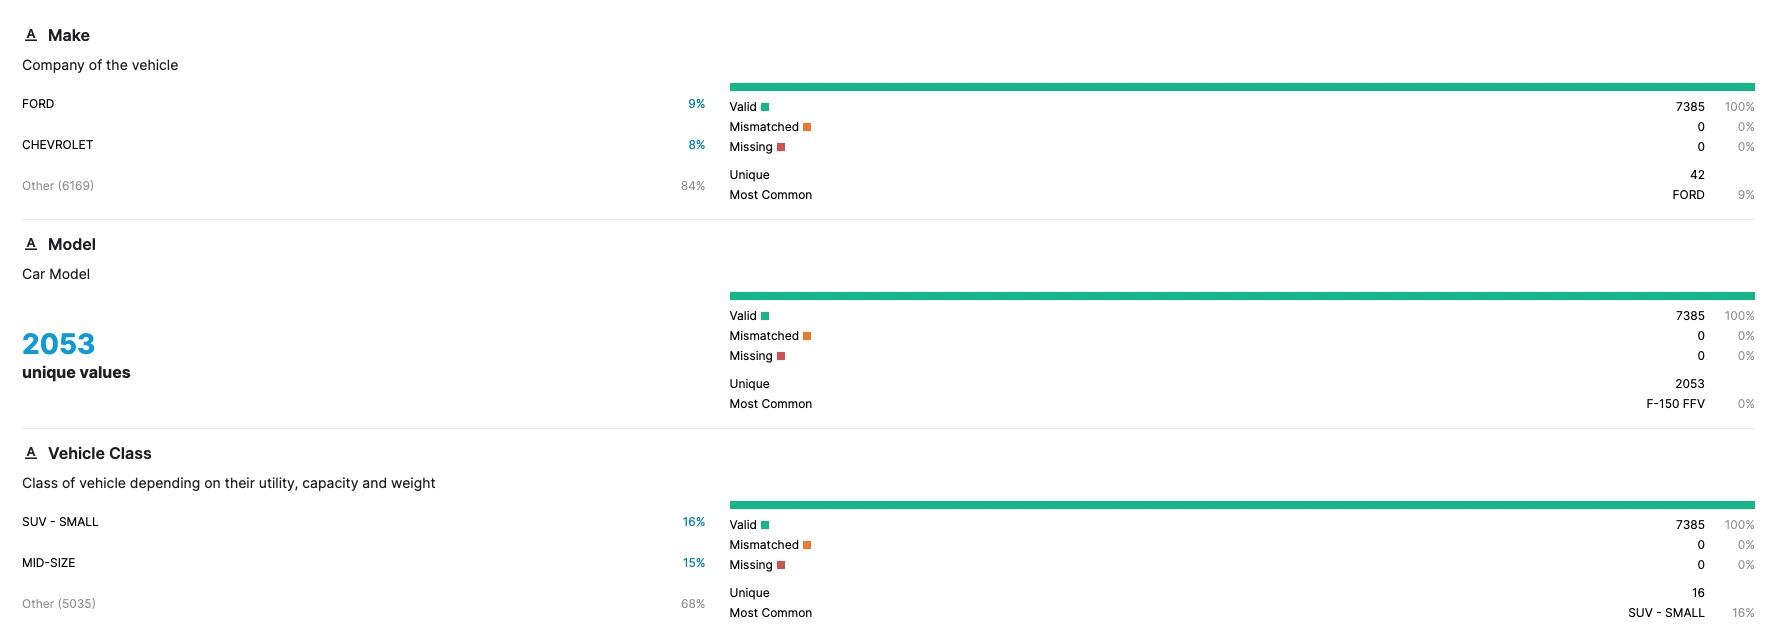 A Make
Company of the vehicle
FORD 9%
CHEVROLET 8%
Other (6169) 84%
Valid 7385 100%
Mismatched 0 0%
Missing 0 0%
Unique 42
Most Common FORD 9%
A Model
Car Model
2053
unique values
Valid 7385 100%
Mismatched 0 0%
Missing 0 0%
Unique 2053
Most Common F-150 FFV 0%
A Vehicle Class
Class of vehicle depending on their utility, capacity and weight
SUV - SMALL 16%
MID-SIZE 15%
Other (5035) 68%
Valid 7385 100%
Mismatched 0 0%
Missing 0 0%
Unique 16
Most Common SUV - SMALL 16%